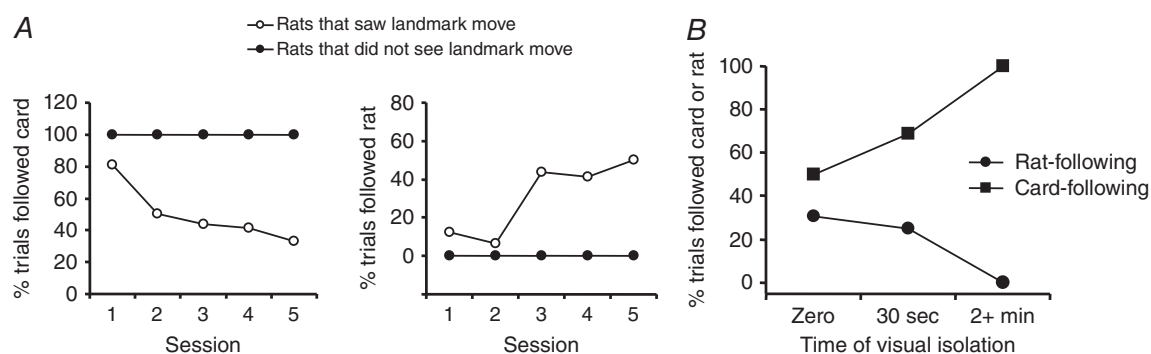 A
Rats that saw landmark move
Rats that did not see landmark move
% trials followed card
120
100
80
60
40
20
0
1 2 3 4 5
Session
% trials followed rat
80
60
40
20
0
1 2 3 4 5
Session
B
% trials followed card or rat
100
80
60
40
20
0
Rat-following
Card-following
Zero 30 sec 2+ min
Time of visual isolation